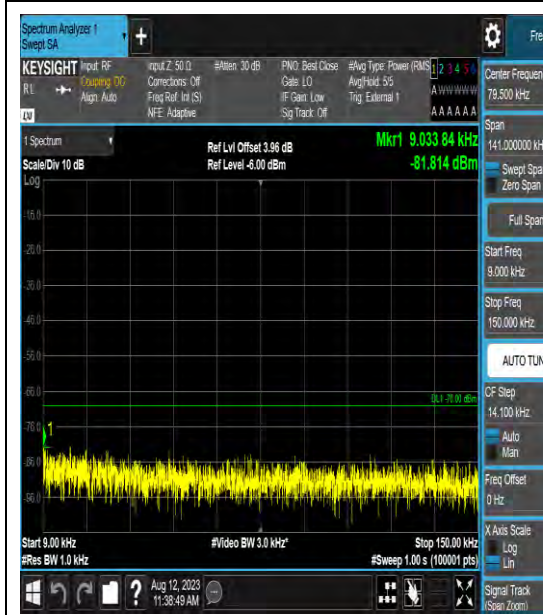 Spectrum Analyzer 1
Swept SA
+
Fre
KEYSIGHT
RL
Input: RF
Coupling: DC
Align: Auto
Input Z: 50 Ω
Corrections: Off
Freq Ref: Int (S)
NFE: Adaptive
#Atten: 30 dB
PNO: Best Close
Gate: LO
IF Gain: Low
Sig Track: Off
#Avg Type: Power (RMS
Avg|Hold: 5/5
Trig: External 1
1 2 3 4 5 6
A W W W W W
A A A A A A
1 Spectrum
Scale/Div 10 dB
Log
Ref Lvl Offset 3.96 dB
Ref Level -6.00 dBm
Mkr1 9.033 84 kHz
-81.814 dBm
-16.0
-26.0
-36.0
-46.0
-56.0
-66.0
-76.0
-86.0
-96.0
DL1 -70.00 dBm
1
Start 9.00 kHz
#Res BW 1.0 kHz
#Video BW 3.0 kHz*
Stop 150.00 kHz
#Sweep 1.00 s (100001 pts)
Center Frequen
79.500 kHz
Span
141.000000 kH
Swept Spa
Zero Span
Full Span
Start Freq
9.000 kHz
Stop Freq
150.000 kHz
AUTO TUN
CF Step
14.100 kHz
Auto
Man
Freq Offset
0 Hz
X Axis Scale
Log
Lin
Signal Track
(Span Zoom)
?
Aug 12, 2023
11:38:49 AM